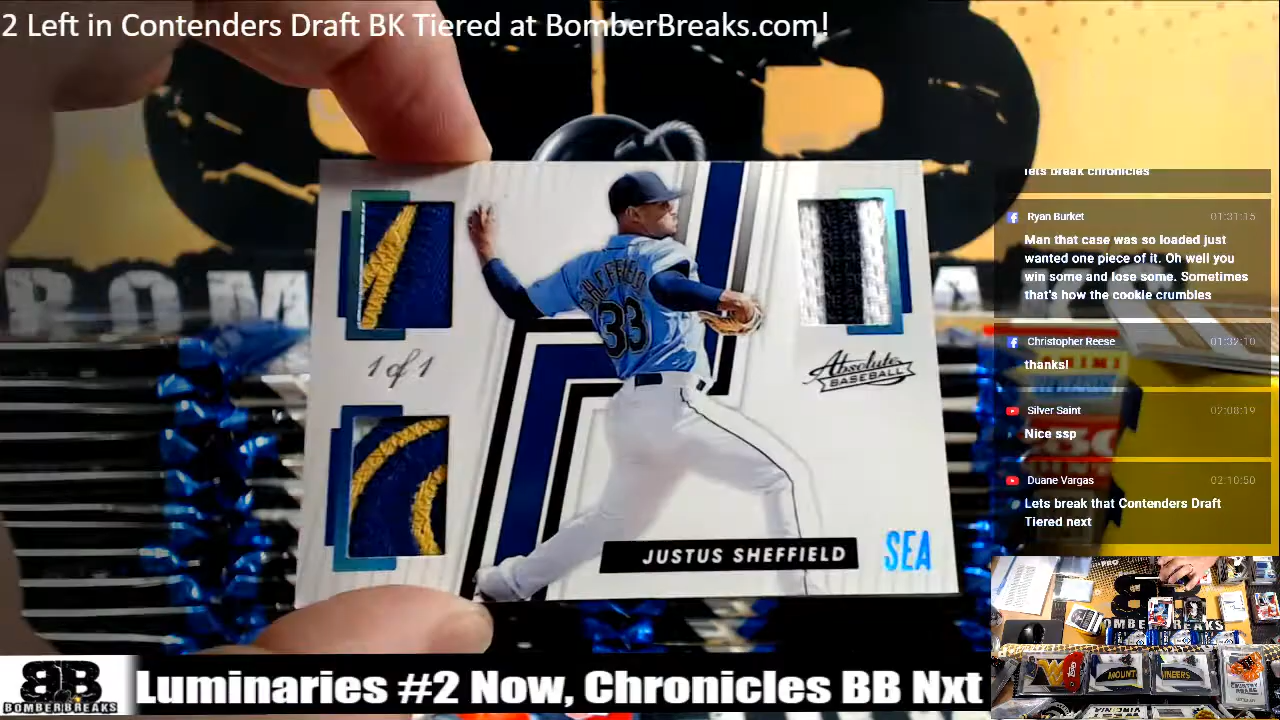 2 Left in Contenders Draft BK Tiered at BomberBreaks.com!
BOM
lets break chronicles
Ryan Burket
01:31:15
Man that case was so loaded just
wanted one piece of it. Oh well you
win some and lose some. Sometimes
that's how the cookie crumbles
Christopher Reese
01:32:10
thanks!
Silver Saint
02:08:19
Nice ssp
Duane Vargas
02:10:50
Lets break that Contenders Draft
Tiered next
SHEFFIELD
33
1 of 1
Absolute
BASEBALL
JUSTUS SHEFFIELD
SEA
BB
BOMBERBREAKS
Luminaries #2 Now, Chronicles BB Nxt
MOUNT